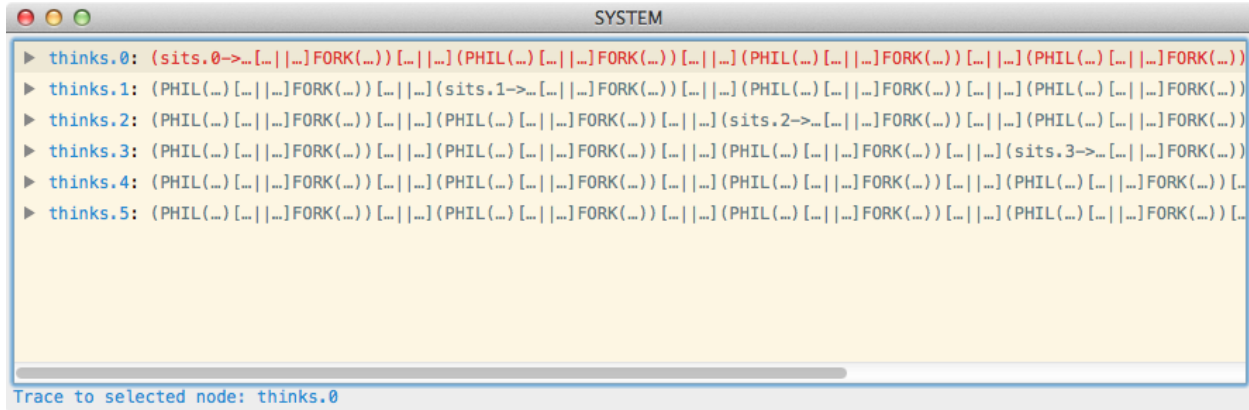 SYSTEM
▶ thinks.0: (sits.0->…[…||…]FORK(…))[…||…](PHIL(…)[…||…]FORK(…))[…||…](PHIL(…)[…||…]FORK(…))[…||…](PHIL(…)[…||…]FORK(…))
▶ thinks.1: (PHIL(…)[…||…]FORK(…))[…||…](sits.1->…[…||…]FORK(…))[…||…](PHIL(…)[…||…]FORK(…))[…||…](PHIL(…)[…||…]FORK(…))
▶ thinks.2: (PHIL(…)[…||…]FORK(…))[…||…](PHIL(…)[…||…]FORK(…))[…||…](sits.2->…[…||…]FORK(…))[…||…](PHIL(…)[…||…]FORK(…))
▶ thinks.3: (PHIL(…)[…||…]FORK(…))[…||…](PHIL(…)[…||…]FORK(…))[…||…](PHIL(…)[…||…]FORK(…))[…||…](sits.3->…[…||…]FORK(…))
▶ thinks.4: (PHIL(…)[…||…]FORK(…))[…||…](PHIL(…)[…||…]FORK(…))[…||…](PHIL(…)[…||…]FORK(…))[…||…](PHIL(…)[…||…]FORK(…))[…
▶ thinks.5: (PHIL(…)[…||…]FORK(…))[…||…](PHIL(…)[…||…]FORK(…))[…||…](PHIL(…)[…||…]FORK(…))[…||…](PHIL(…)[…||…]FORK(…))[…
Trace to selected node: thinks.0